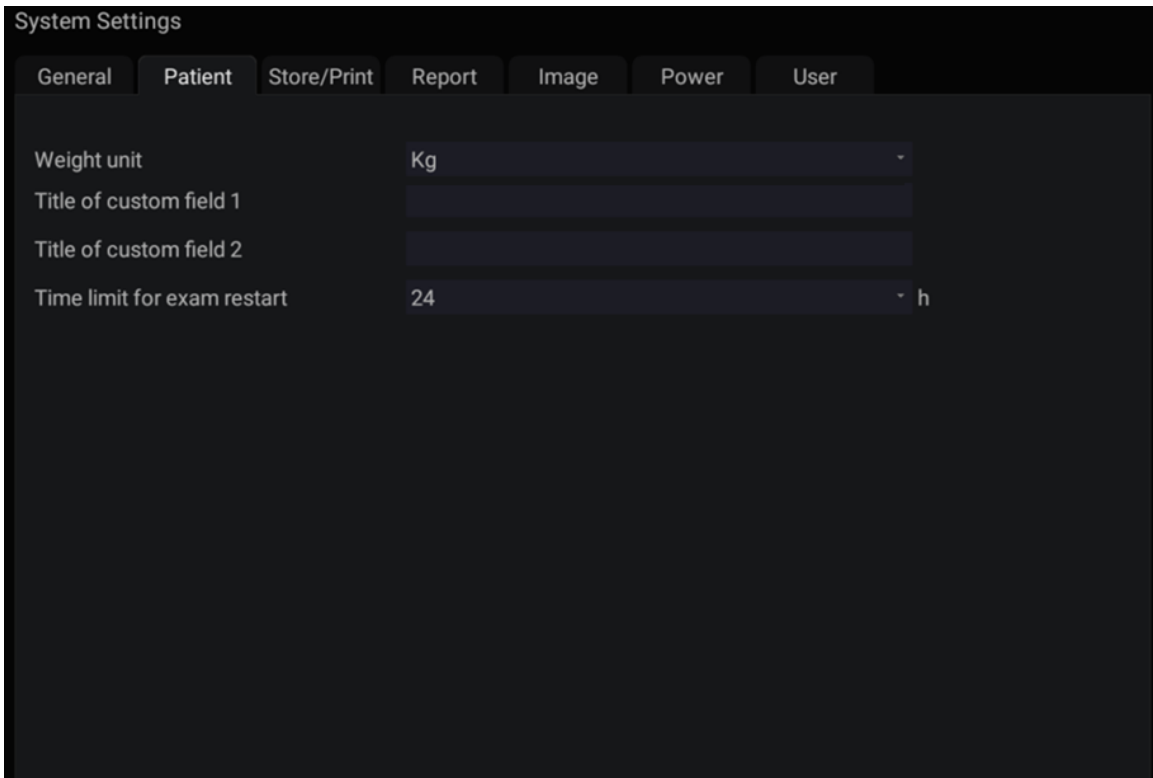 System Settings
General Patient Store/Print Report Image Power User
Weight unit Kg
Title of custom field 1
Title of custom field 2
Time limit for exam restart 24 h